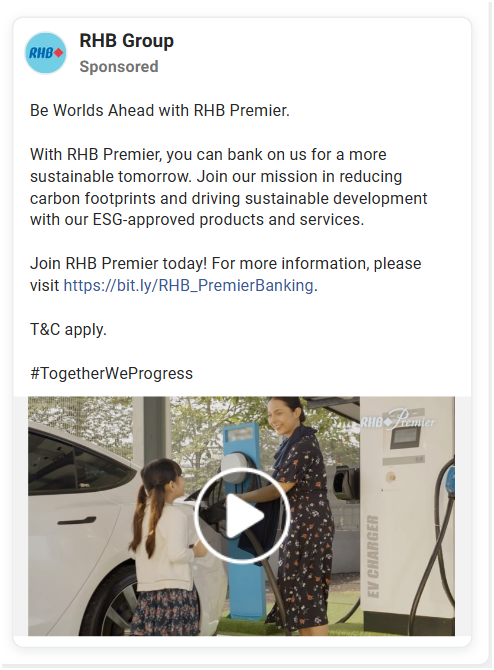 RHB
RHB Group
Sponsored
Be Worlds Ahead with RHB Premier.
With RHB Premier, you can bank on us for a more
sustainable tomorrow. Join our mission in reducing
carbon footprints and driving sustainable development
with our ESG-approved products and services.
Join RHB Premier today! For more information, please
visit https://bit.ly/RHB_PremierBanking.
T&C apply.
#TogetherWeProgress
RHB Premier
EV CHARGER